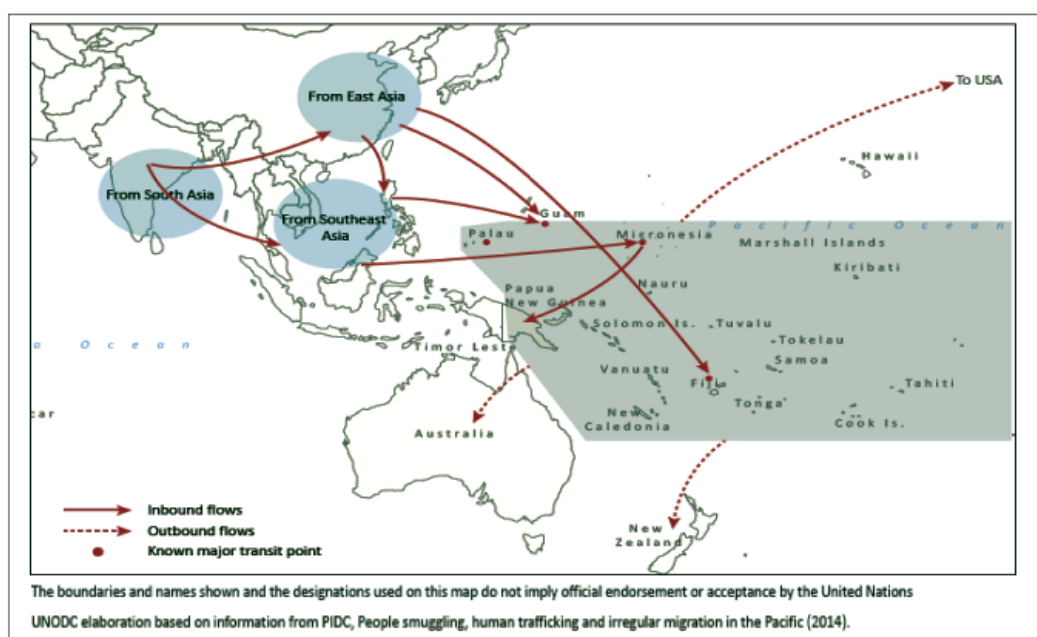 To USA
From East Asia
Hawaii
From South Asia
From Southeast
Asia
Guam
Pacific Ocean
Palau
Micronesia
Marshall Islands
Kiribati
Papua
New Guinea
Nauru
Solomon Is.
Tuvalu
Tokelau
Timor Leste
a Ocean
Samoa
Vanuatu
Fiji
Tahiti
Tonga
car
New
Caledonia
Cook Is.
Australia
Inbound flows
Outbound flows
Known major transit point
New
Zealand
The boundaries and names shown and the designations used on this map do not imply official endorsement or acceptance by the United Nations
UNODC elaboration based on information from PIDC, People smuggling, human trafficking and irregular migration in the Pacific (2014).